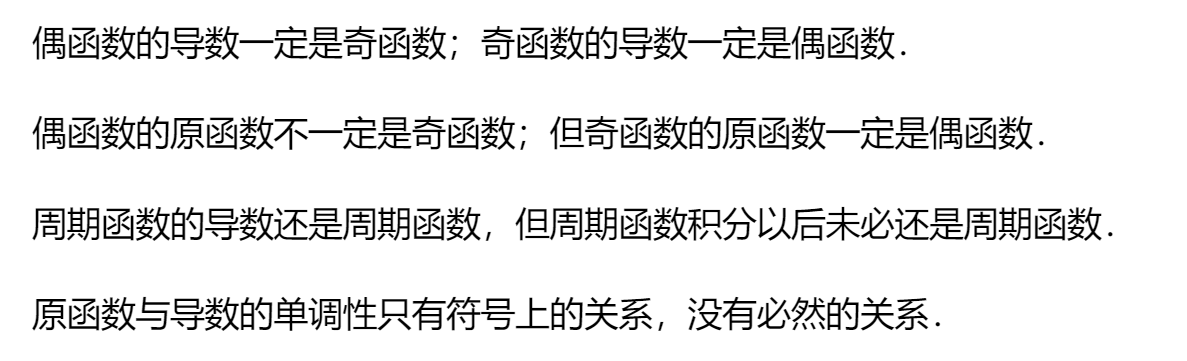 偶函数的导数一定是奇函数；奇函数的导数一定是偶函数．
偶函数的原函数不一定是奇函数；但奇函数的原函数一定是偶函数．
周期函数的导数还是周期函数，但周期函数积分以后未必还是周期函数．
原函数与导数的单调性只有符号上的关系，没有必然的关系．